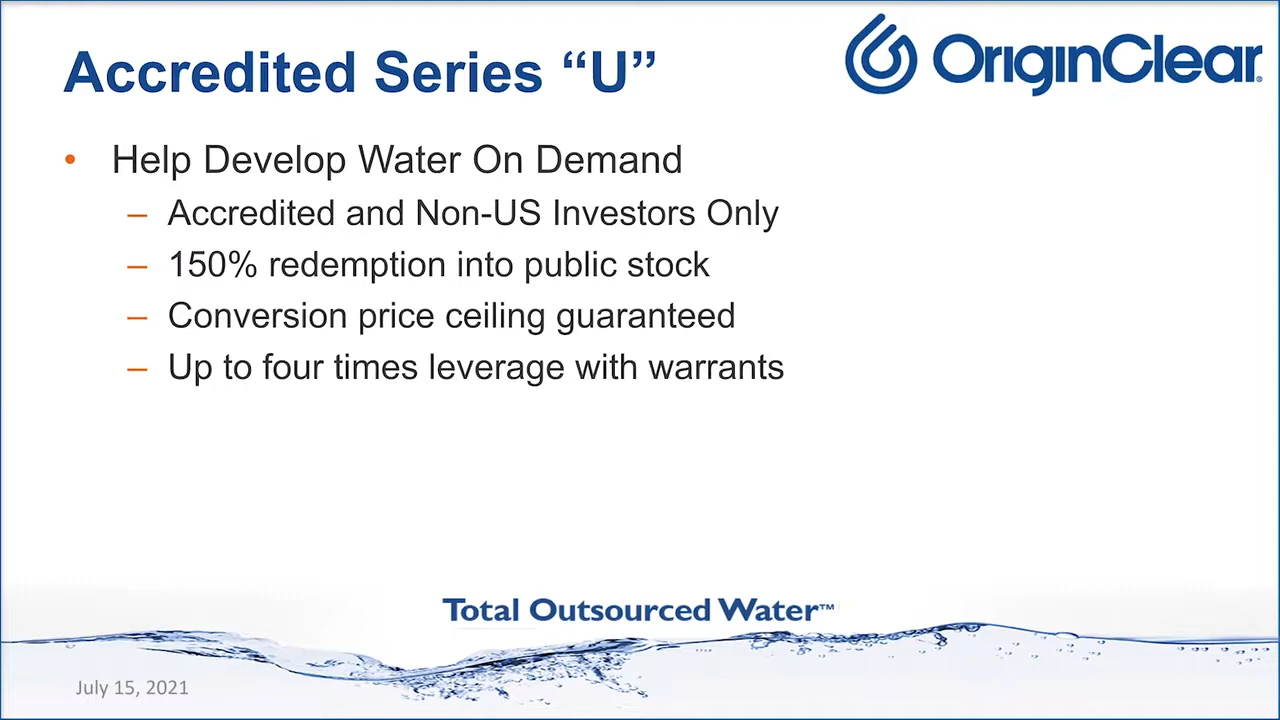 Accredited Series “U”
OriginClear®
• Help Develop Water On Demand
– Accredited and Non-US Investors Only
– 150% redemption into public stock
– Conversion price ceiling guaranteed
– Up to four times leverage with warrants
Total Outsourced Water™
July 15, 2021